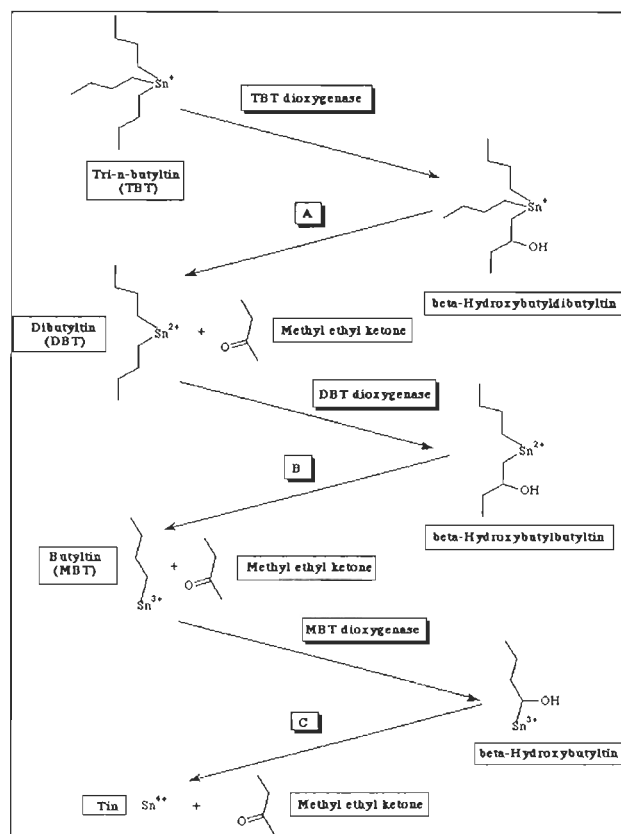 Sn+
TBT dioxygenase
Tri-n-butyltin
(TBT)
A
Sn+
OH
beta-Hydroxybutyldibutyltin
Dibutyltin
(DBT)
Sn2+
+
O
Methyl ethyl ketone
DBT dioxygenase
Sn2+
B
OH
beta-Hydroxybutylbutyltin
Butyltin
(MBT)
+
O
Methyl ethyl ketone
Sn3+
MBT dioxygenase
OH
C
Sn3+
beta-Hydroxybutyltin
Tin
Sn4+
+
O
Methyl ethyl ketone